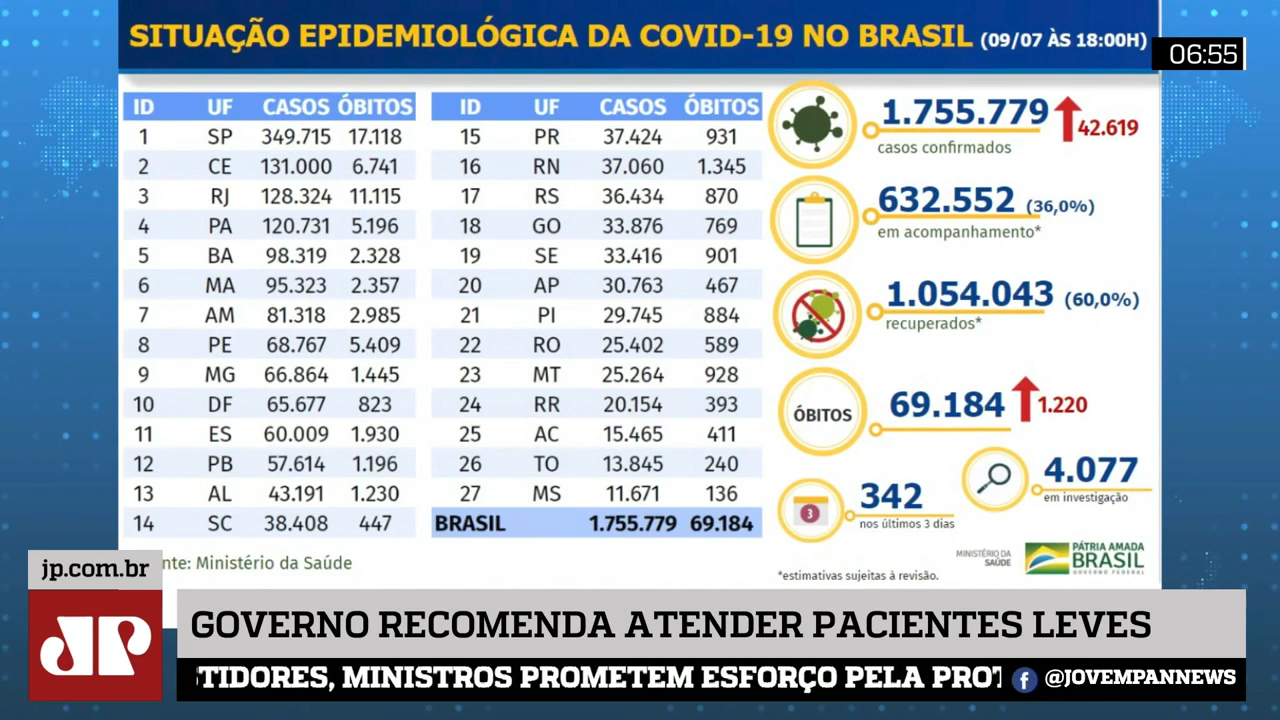 SITUAÇÃO EPIDEMIOLÓGICA DA COVID-19 NO BRASIL (09/07 ÀS 18:00H)
06:55
ID UF CASOS ÓBITOS
1 SP 349.715 17.118
2 CE 131.000 6.741
3 RJ 128.324 11.115
4 PA 120.731 5.196
5 BA 98.319 2.328
6 MA 95.323 2.357
7 AM 81.318 2.985
8 PE 68.767 5.409
9 MG 66.864 1.445
10 DF 65.677 823
11 ES 60.009 1.930
12 PB 57.614 1.196
13 AL 43.191 1.230
14 SC 38.408 447
ID UF CASOS ÓBITOS
15 PR 37.424 931
16 RN 37.060 1.345
17 RS 36.434 870
18 GO 33.876 769
19 SE 33.416 901
20 AP 30.763 467
21 PI 29.745 884
22 RO 25.402 589
23 MT 25.264 928
24 RR 20.154 393
25 AC 15.465 411
26 TO 13.845 240
27 MS 11.671 136
BRASIL 1.755.779 69.184
1.755.779 42.619
casos confirmados
632.552 (36,0%)
em acompanhamento*
1.054.043 (60,0%)
recuperados*
ÓBITOS 69.184 1.220
4.077
em investigação
3 342
nos últimos 3 dias
nte: Ministério da Saúde
*estimativas sujeitas à revisão.
MINISTÉRIO DA
SAÚDE
PÁTRIA AMADA
BRASIL
GOVERNO FEDERAL
jp.com.br
JP
GOVERNO RECOMENDA ATENDER PACIENTES LEVES
TIDORES, MINISTROS PROMETEM ESFORÇO PELA PROT
f @JOVEMPANNEWS